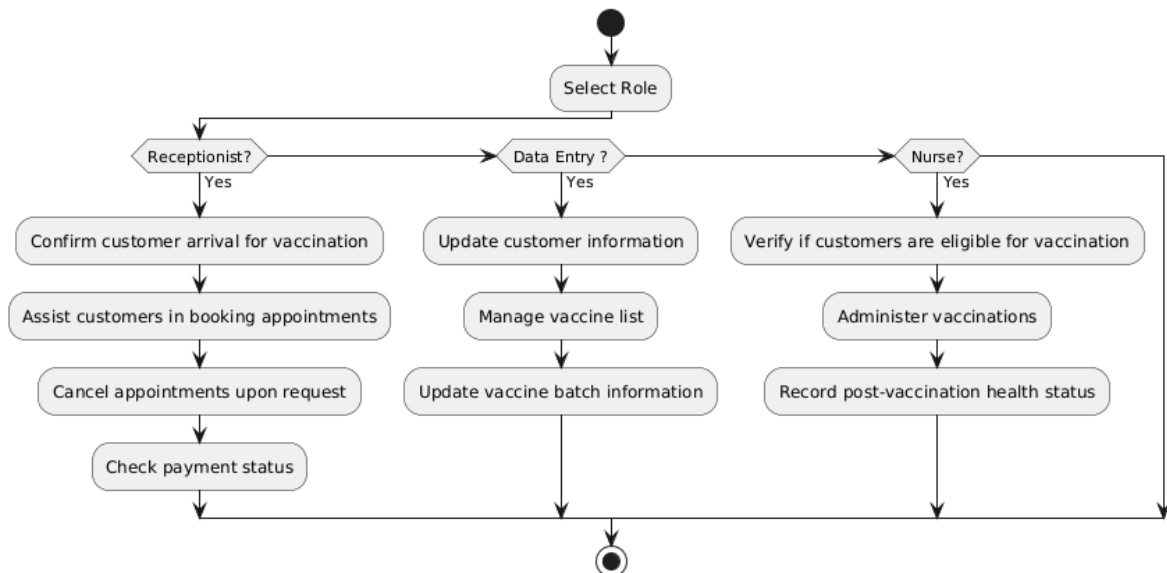 Select Role
Receptionist?
Data Entry ?
Nurse?
Yes
Yes
Yes
Confirm customer arrival for vaccination
Update customer information
Verify if customers are eligible for vaccination
Assist customers in booking appointments
Manage vaccine list
Administer vaccinations
Cancel appointments upon request
Update vaccine batch information
Record post-vaccination health status
Check payment status